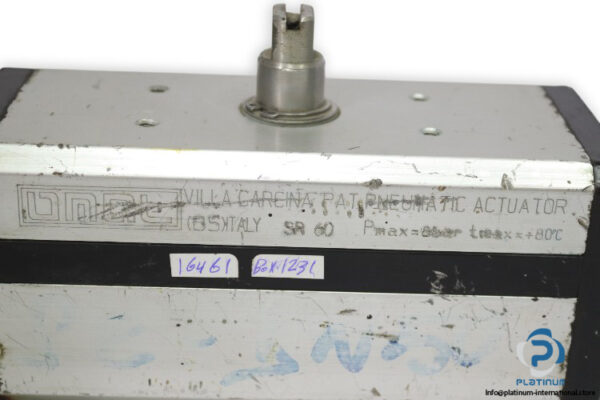 VILLA CARCINA PAT. PNEUMATIC ACTUATOR
(BS) ITALY SR 60 Pmax=8bar tmax=+80°C
16461 Box:1231
PLATINUM
Info@platinum-international.store